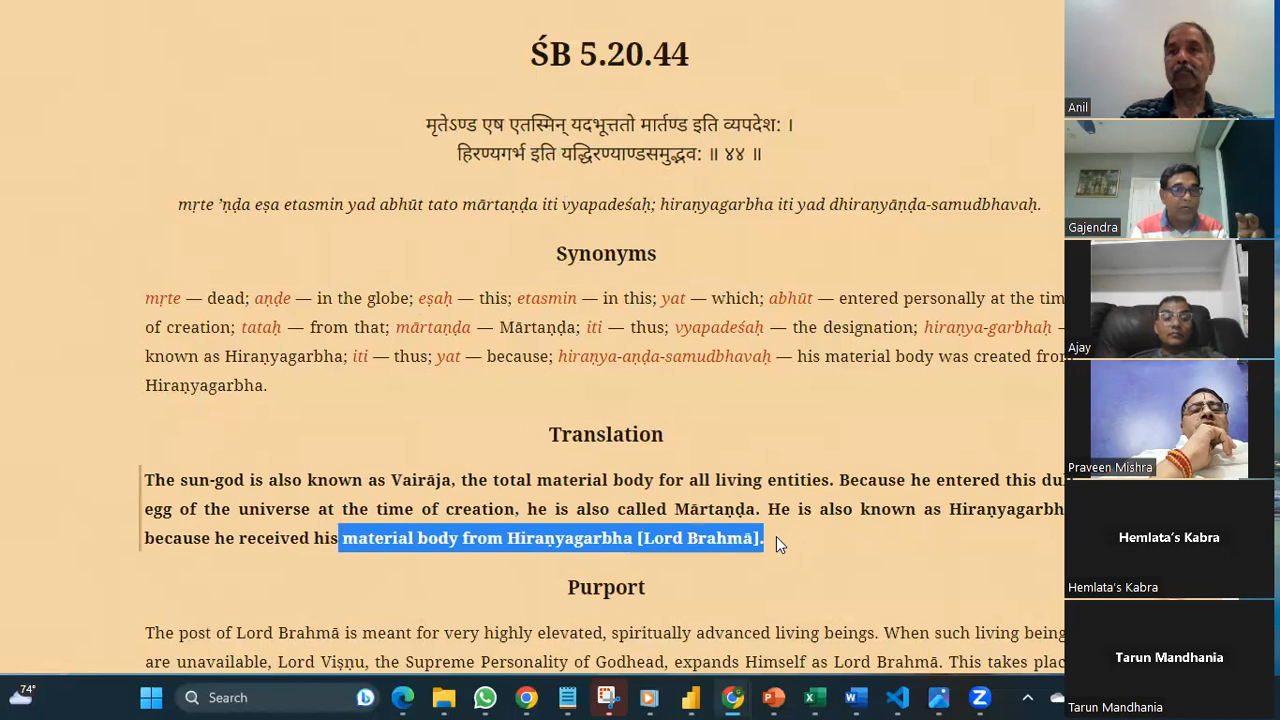 ŚB 5.20.44
मृतेऽण्ड एष एतस्मिन् यदभूत्ततो मार्तण्ड इति व्यपदेश: ।
हिरण्यगर्भ इति यद्धिरण्याण्डसमुद्भव: ॥ ४४ ॥
mṛte ’ṇḍa eṣa etasmin yad abhūt tato mārtaṇḍa iti vyapadeśaḥ; hiraṇyagarbha iti yad dhiraṇyāṇḍa-samudbhavaḥ.
Synonyms
mṛte — dead; aṇḍe — in the globe; eṣaḥ — this; etasmin — in this; yat — which; abhūt — entered personally at the tim
of creation; tataḥ — from that; mārtaṇḍa — Mārtaṇḍa; iti — thus; vyapadeśaḥ — the designation; hiraṇya-garbhaḥ —
known as Hiraṇyagarbha; iti — thus; yat — because; hiraṇya-aṇḍa-samudbhavaḥ — his material body was created from
Hiraṇyagarbha.
Translation
The sun-god is also known as Vairāja, the total material body for all living entities. Because he entered this du
egg of the universe at the time of creation, he is also called Mārtaṇḍa. He is also known as Hiraṇyagarbh
because he received his material body from Hiraṇyagarbha [Lord Brahmā].
Purport
The post of Lord Brahmā is meant for very highly elevated, spiritually advanced living beings. When such living being
are unavailable, Lord Viṣṇu, the Supreme Personality of Godhead, expands Himself as Lord Brahmā. This takes plac
Anil
Gajendra
Ajay
Praveen Mishra
Hemlata's Kabra
Hemlata's Kabra
Tarun Mandhania
Tarun Mandhania
74°
Search